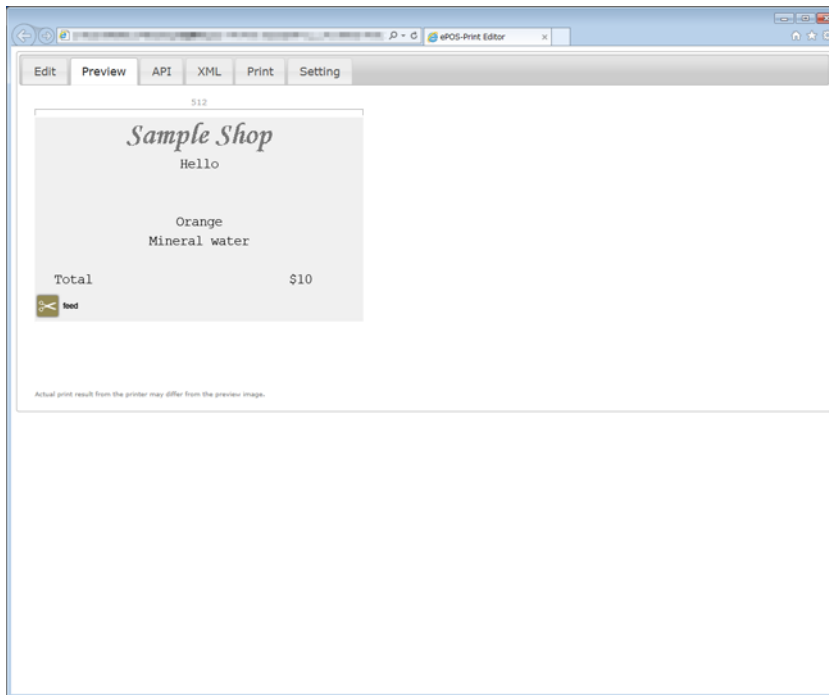 ePOS-Print Editor
Edit Preview API XML Print Setting
512
Sample Shop
Hello
Orange
Mineral water
Total $10
feed
Actual print result from the printer may differ from the preview image.